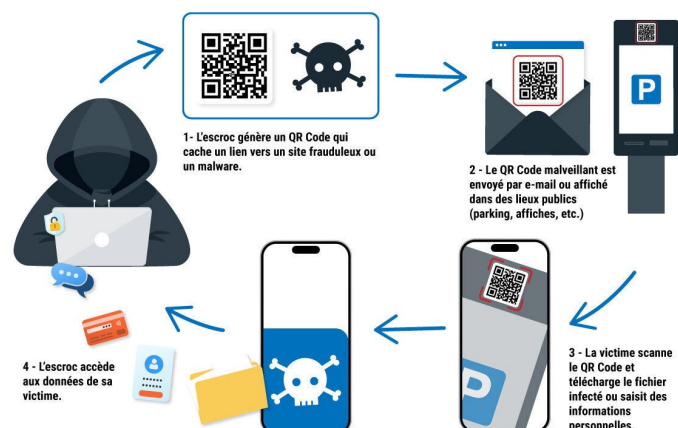 1- L'escroc génère un QR Code qui
cache un lien vers un site frauduleux ou
un malware.
P
2 - Le QR Code malveillant est
envoyé par e-mail ou affiché
dans des lieux publics
(parking, affiches, etc.)
P
3 - La victime scanne
le QR Code et
télécharge le fichier
infecté ou saisit des
informations
personnelles
4 - L'escroc accède
aux données de sa
victime.